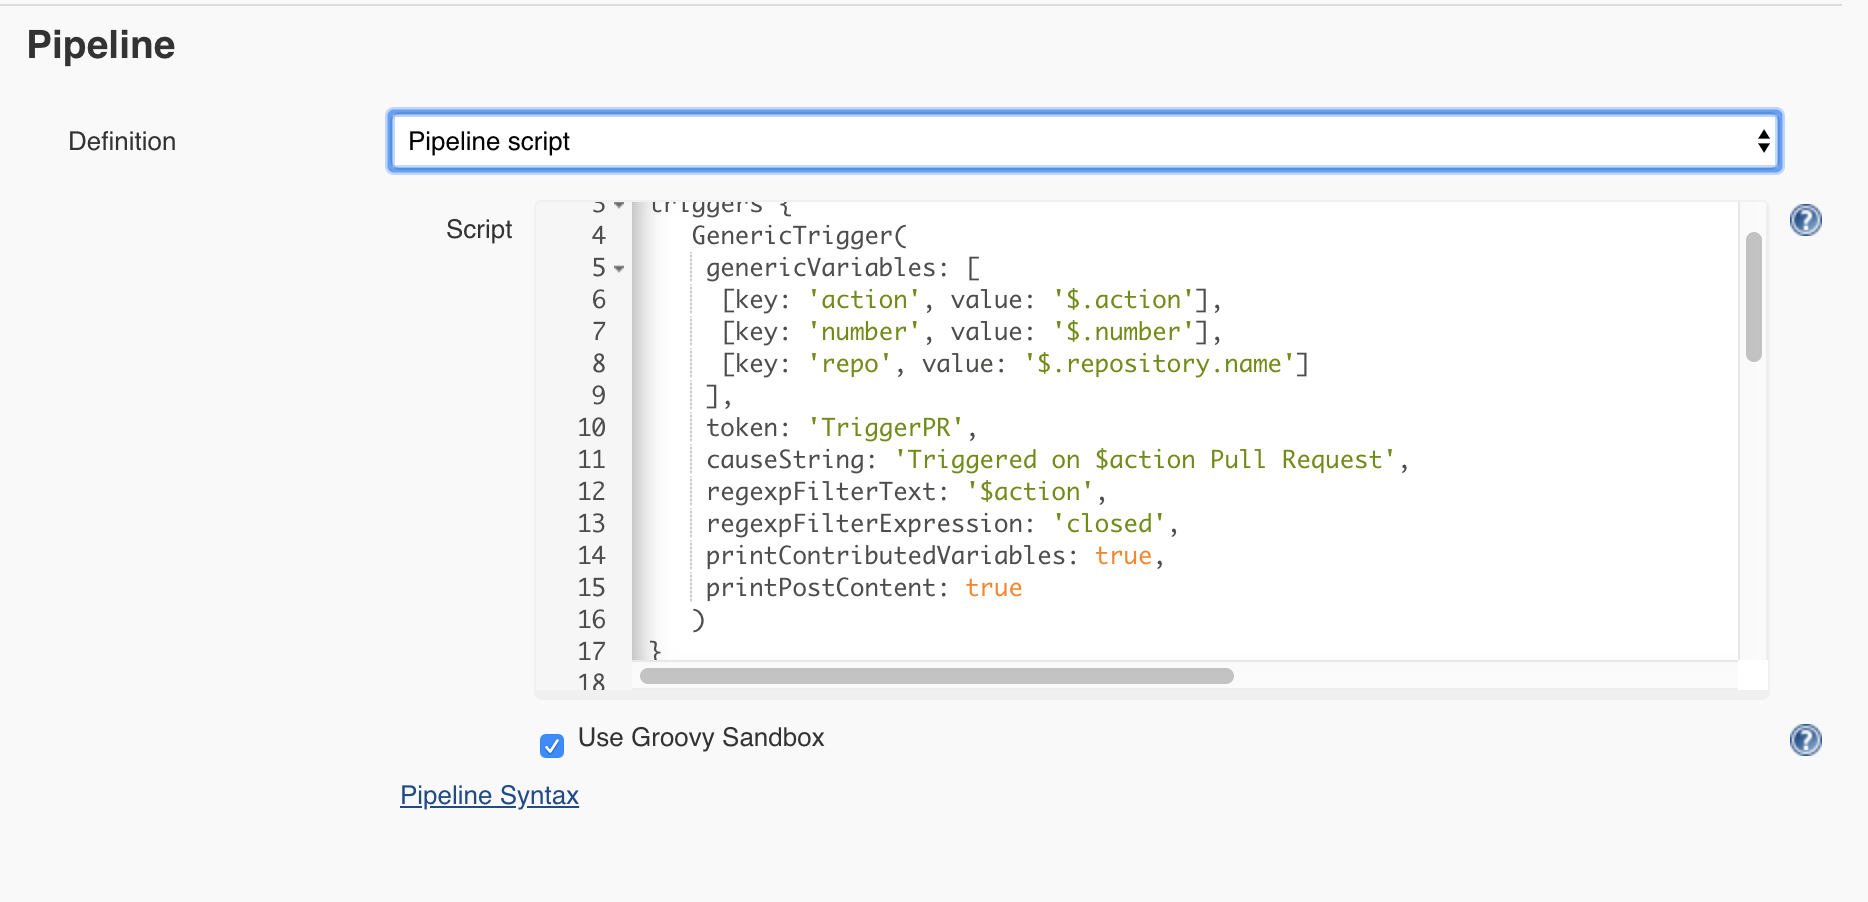 Pipeline
Definition
Pipeline script
Script
3 triggers {
4 GenericTrigger(
5 genericVariables: [
6 [key: 'action', value: '$.action'],
7 [key: 'number', value: '$.number'],
8 [key: 'repo', value: '$.repository.name']
9 ],
10 token: 'TriggerPR',
11 causeString: 'Triggered on $action Pull Request',
12 regexpFilterText: '$action',
13 regexpFilterExpression: 'closed',
14 printContributedVariables: true,
15 printPostContent: true
16 )
17 }
18
Use Groovy Sandbox
Pipeline Syntax